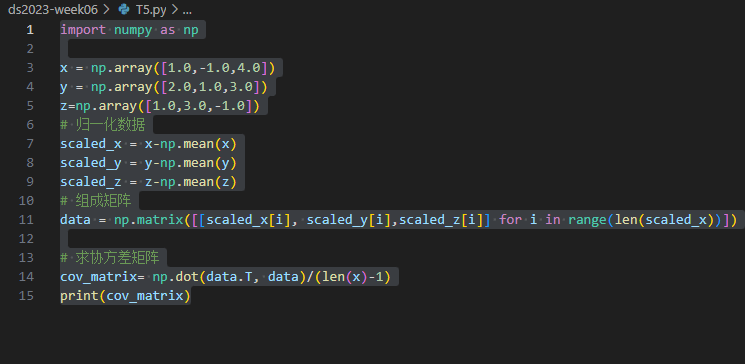 ds2023-week06 > T5.py > ...
1 import numpy as np
2
3 x = np.array([1.0,-1.0,4.0])
4 y = np.array([2.0,1.0,3.0])
5 z=np.array([1.0,3.0,-1.0])
6 # 归一化数据
7 scaled_x = x-np.mean(x)
8 scaled_y = y-np.mean(y)
9 scaled_z = z-np.mean(z)
10 # 组成矩阵
11 data = np.matrix([[scaled_x[i], scaled_y[i],scaled_z[i]] for i in range(len(scaled_x))])
12
13 # 求协方差矩阵
14 cov_matrix= np.dot(data.T, data)/(len(x)-1)
15 print(cov_matrix)